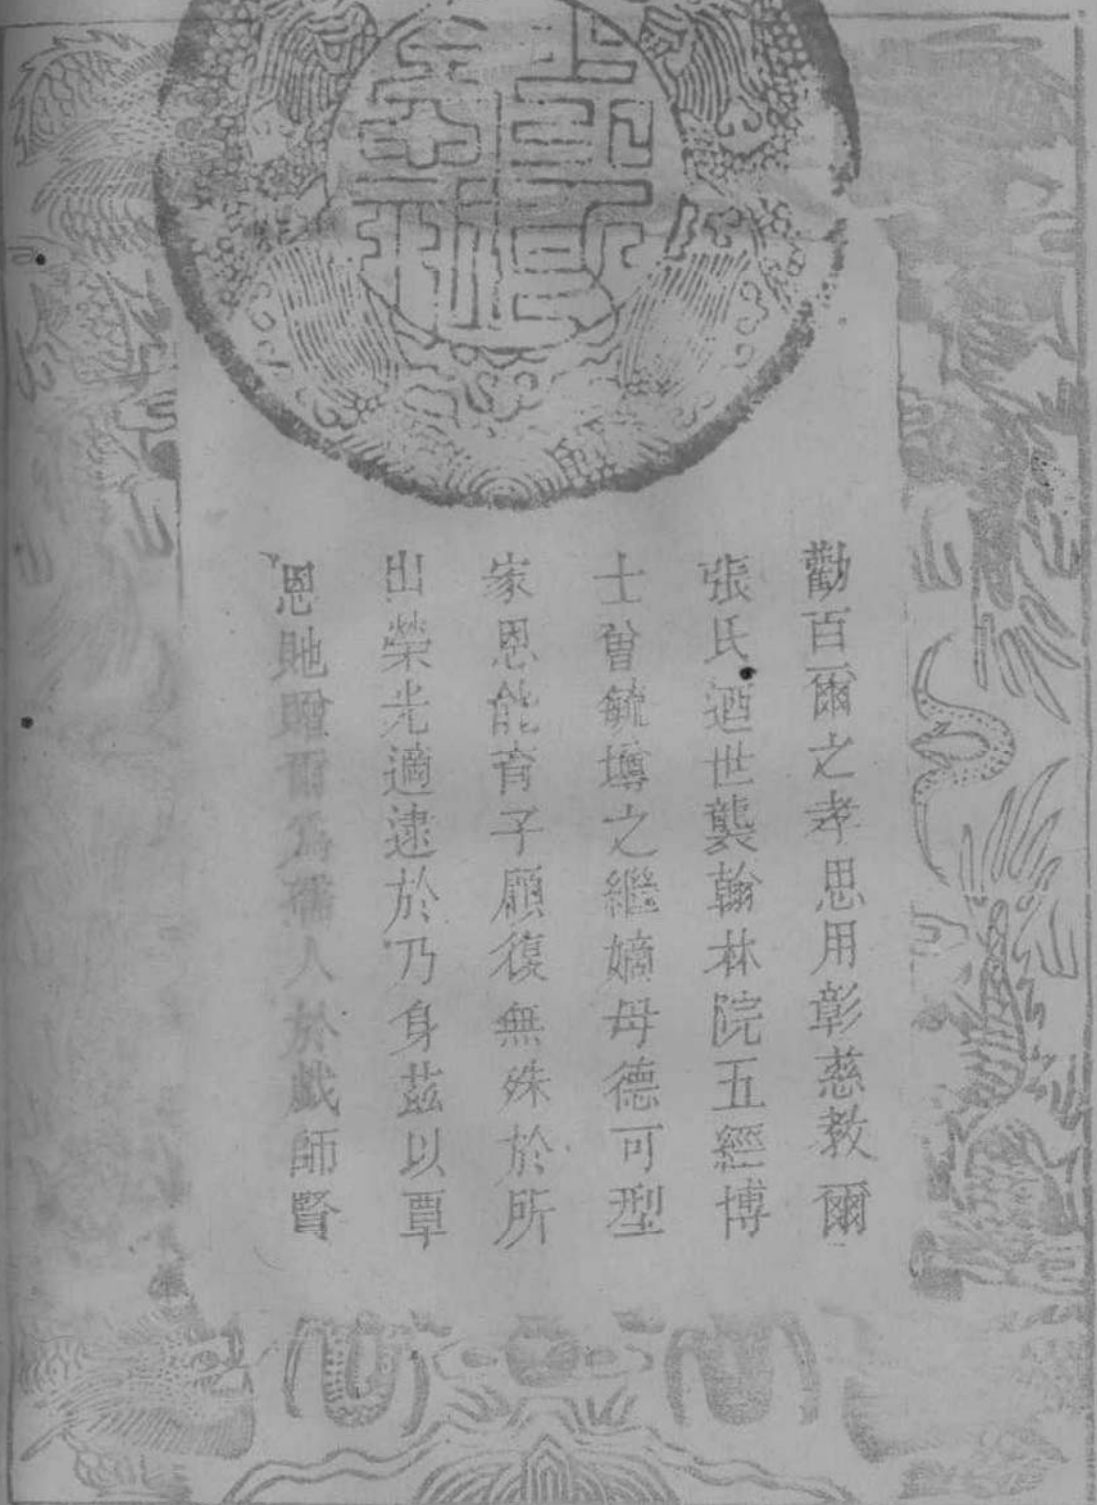 勸百爾之孝思用彰慈教爾
張氏迺世襲翰林院五經博
士曾毓壿之繼嫡母德可型
家恩能育子顧復無殊於所
出榮光適逮於乃身茲以覃
恩貤贈爾爲孺人於戲師賢